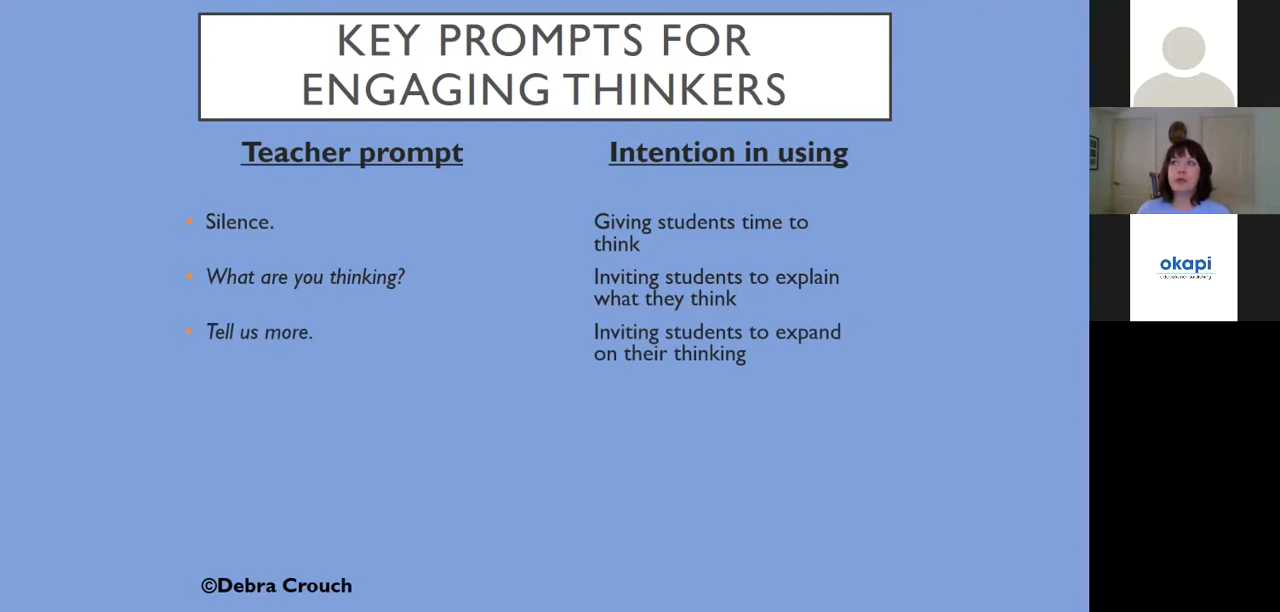 KEY PROMPTS FOR
ENGAGING THINKERS
Teacher prompt
Intention in using
Silence.
Giving students time to
think
What are you thinking?
Inviting students to explain
what they think
Tell us more.
Inviting students to expand
on their thinking
©Debra Crouch
okapi
educational publishing